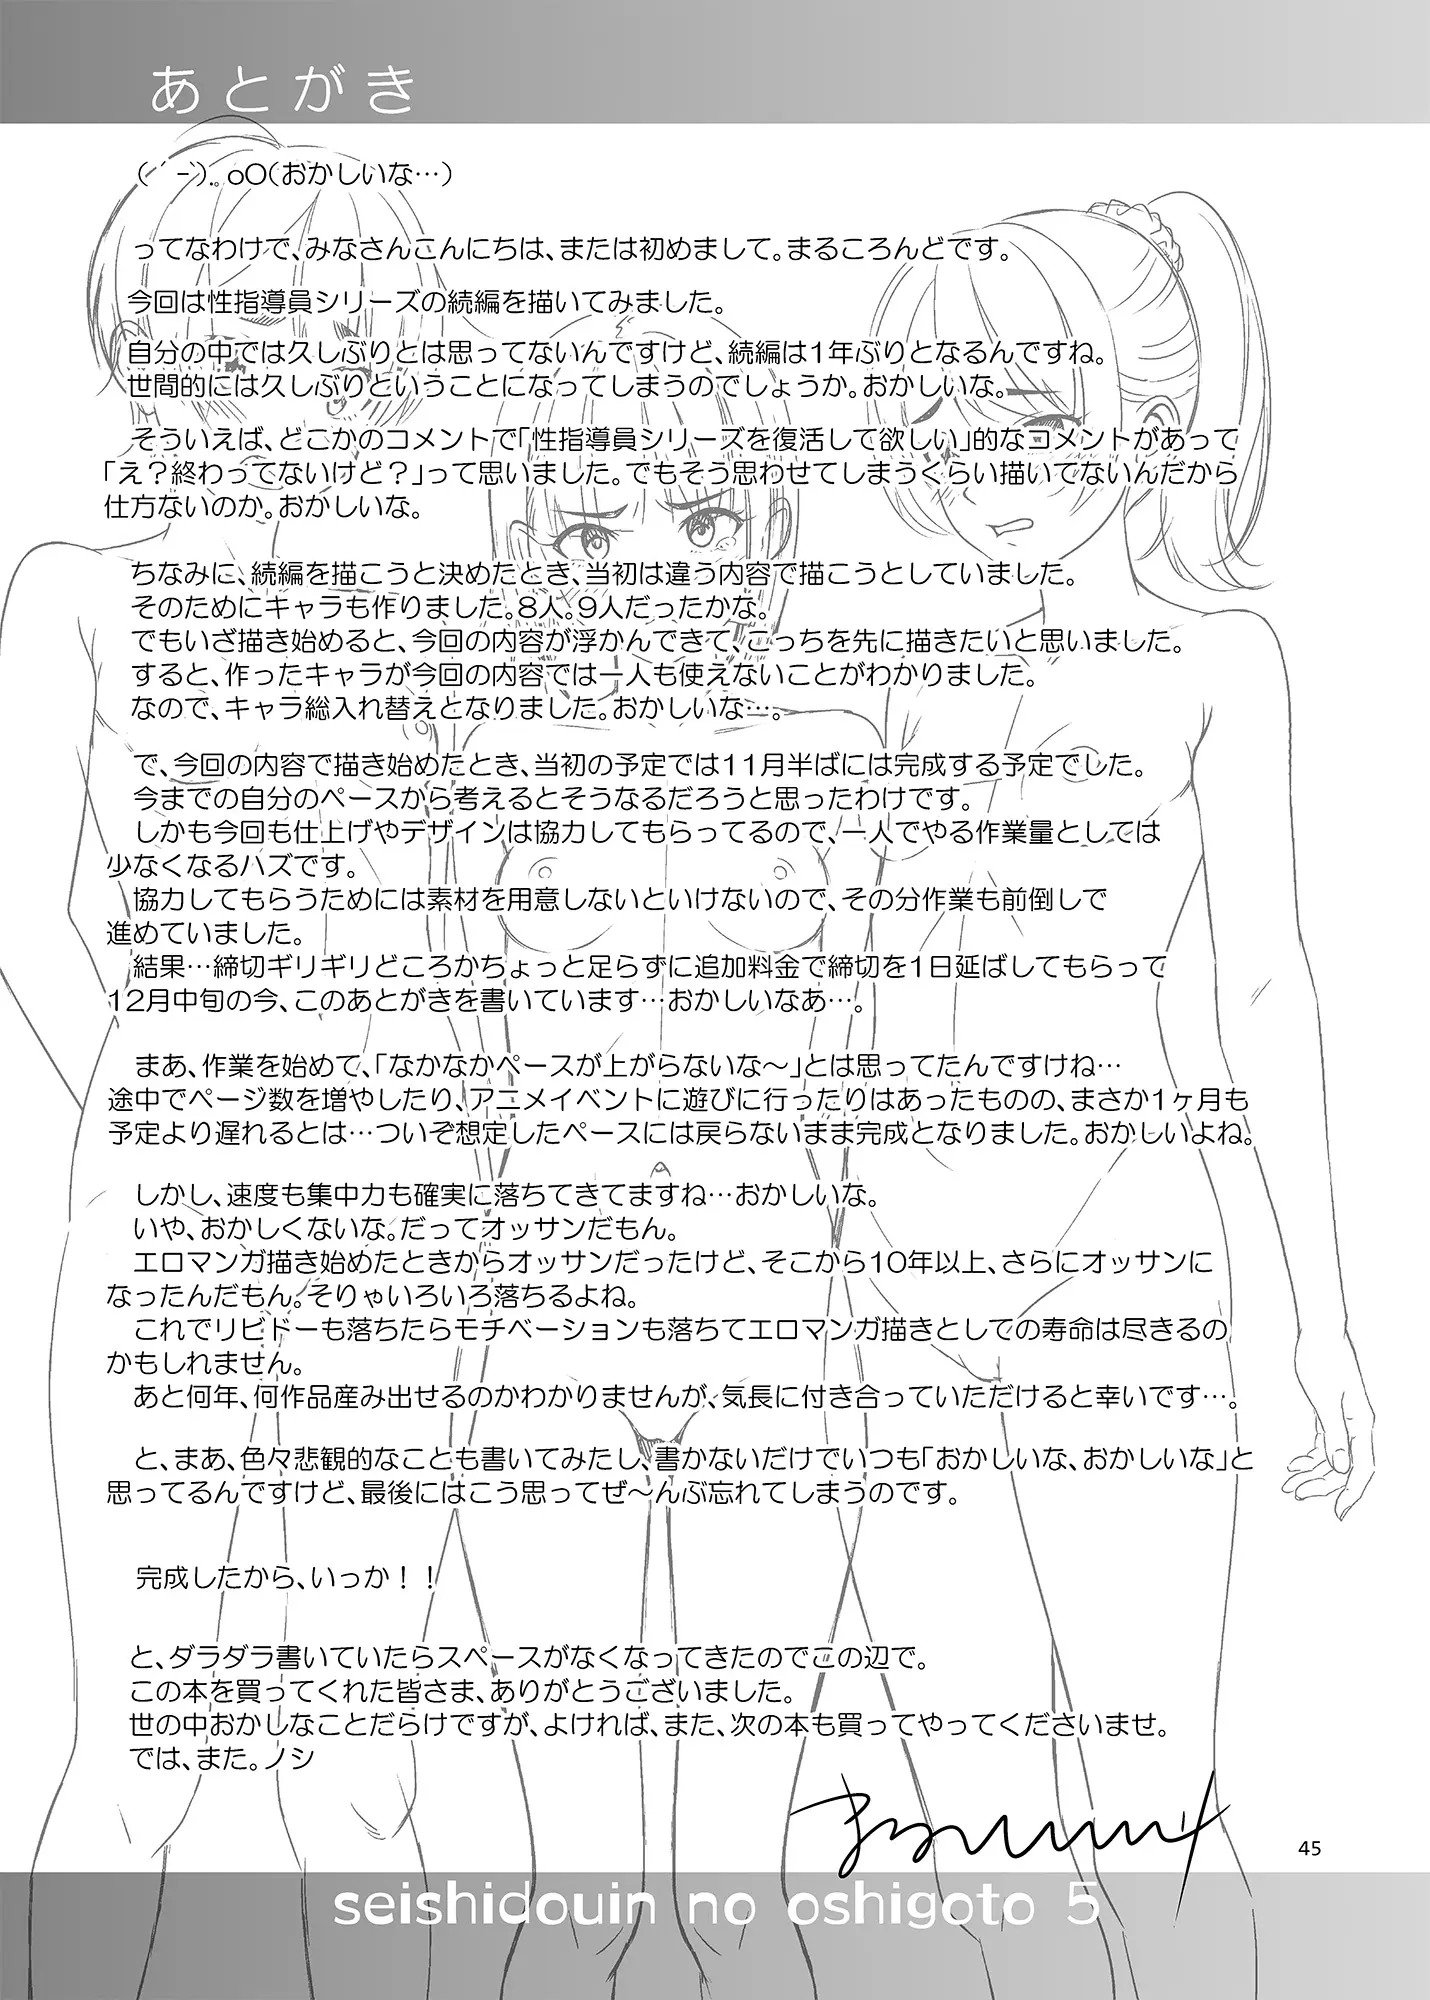 あとがき
(´-`)．oO(おかしいな…)
ってなわけで、みなさんこんにちは、または初めまして。まるころんどです。
今回は性指導員シリーズの続編を描いてみました。
自分の中では久しぶりとは思ってないんですけど、続編は1年ぶりとなるんですね。
世間的には久しぶりということになってしまうのでしょうか。おかしいな。
そういえば、どこかのコメントで「性指導員シリーズを復活して欲しい」的なコメントがあって
「え？終わってないけど？」って思いました。でもそう思わせてしまうくらい描いてないんだから
仕方ないのか。おかしいな。
ちなみに、続編を描こうと決めたとき、当初は違う内容で描こうとしていました。
そのためにキャラも作りました。8人、9人だったかな。
でもいざ描き始めると、今回の内容が浮かんできて、こっちを先に描きたいと思いました。
すると、作ったキャラが今回の内容では一人も使えないことがわかりました。
なので、キャラ総入れ替えとなりました。おかしいな…。
で、今回の内容で描き始めたとき、当初の予定では11月半ばには完成する予定でした。
今までの自分のペースから考えるとそうなるだろうと思ったわけです。
しかも今回も仕上げやデザインは協力してもらってるので、一人でやる作業量としては
少なくなるハズです。
協力してもらうためには素材を用意しないといけないので、その分作業も前倒しで
進めていました。
結果…締切ギリギリどころかちょっと足らずに追加料金で締切を1日延ばしてもらって
12月中旬の今、このあとがきを書いています…おかしいなあ…。
まあ、作業を始めて、「なかなかペースが上がらないな～」とは思ってたんですけね…
途中でページ数を増やしたり、アニメイベントに遊びに行ったりはあったものの、まさか1ヶ月も
予定より遅れるとは…ついぞ想定したペースには戻らないまま完成となりました。おかしいよね。
しかし、速度も集中力も確実に落ちてきてますね…おかしいな。
いや、おかしくないな。だってオッサンだもん。
エロマンガ描き始めたときからオッサンだったけど、そこから10年以上、さらにオッサンに
なったんだもん。そりゃいろいろ落ちるよね。
これでリビドーも落ちたらモチベーションも落ちてエロマンガ描きとしての寿命は尽きるの
かもしれません。
あと何年、何作品産み出せるのかわかりませんが、気長に付き合っていただけると幸いです…。
と、まあ、色々悲観的なことも書いてみたし、書かないだけでいつも「おかしいな、おかしいな」と
思ってるんですけど、最後にはこう思ってぜ～んぶ忘れてしまうのです。
完成したから、いっか！！
と、ダラダラ書いていたらスペースがなくなってきたのでこの辺で。
この本を買ってくれた皆さま、ありがとうございました。
世の中おかしなことだらけですが、よければ、また、次の本も買ってやってくださいませ。
では、また。ノシ
45
seishidouin no oshigoto 5